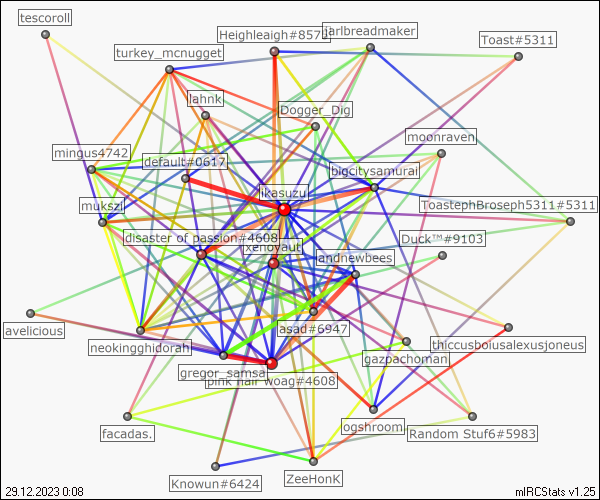 tescoroll
Heighleaigh#8572
jarlbreadmaker
Toast#5311
turkey_mcnugget
lahnk
Dogger_Dig
moonraven
mingus4742
default#0617
bigcitysamurai
mukszil
ikasuzu
ToastephBroseph5311#5311
disaster of passion#4608
xenoyaut
Duck™#9103
andnewbees
avelicious
neokingghidorah
asad#6947
thiccusboiusalexusjoneus
gazpachoman
gregor_samsa
pink hair woag#4608
facadas.
ogshroom
Random Stuf6#5983
Knowun#6424
ZeeHonK
29.12.2023 0:08
mIRCStats v1.25